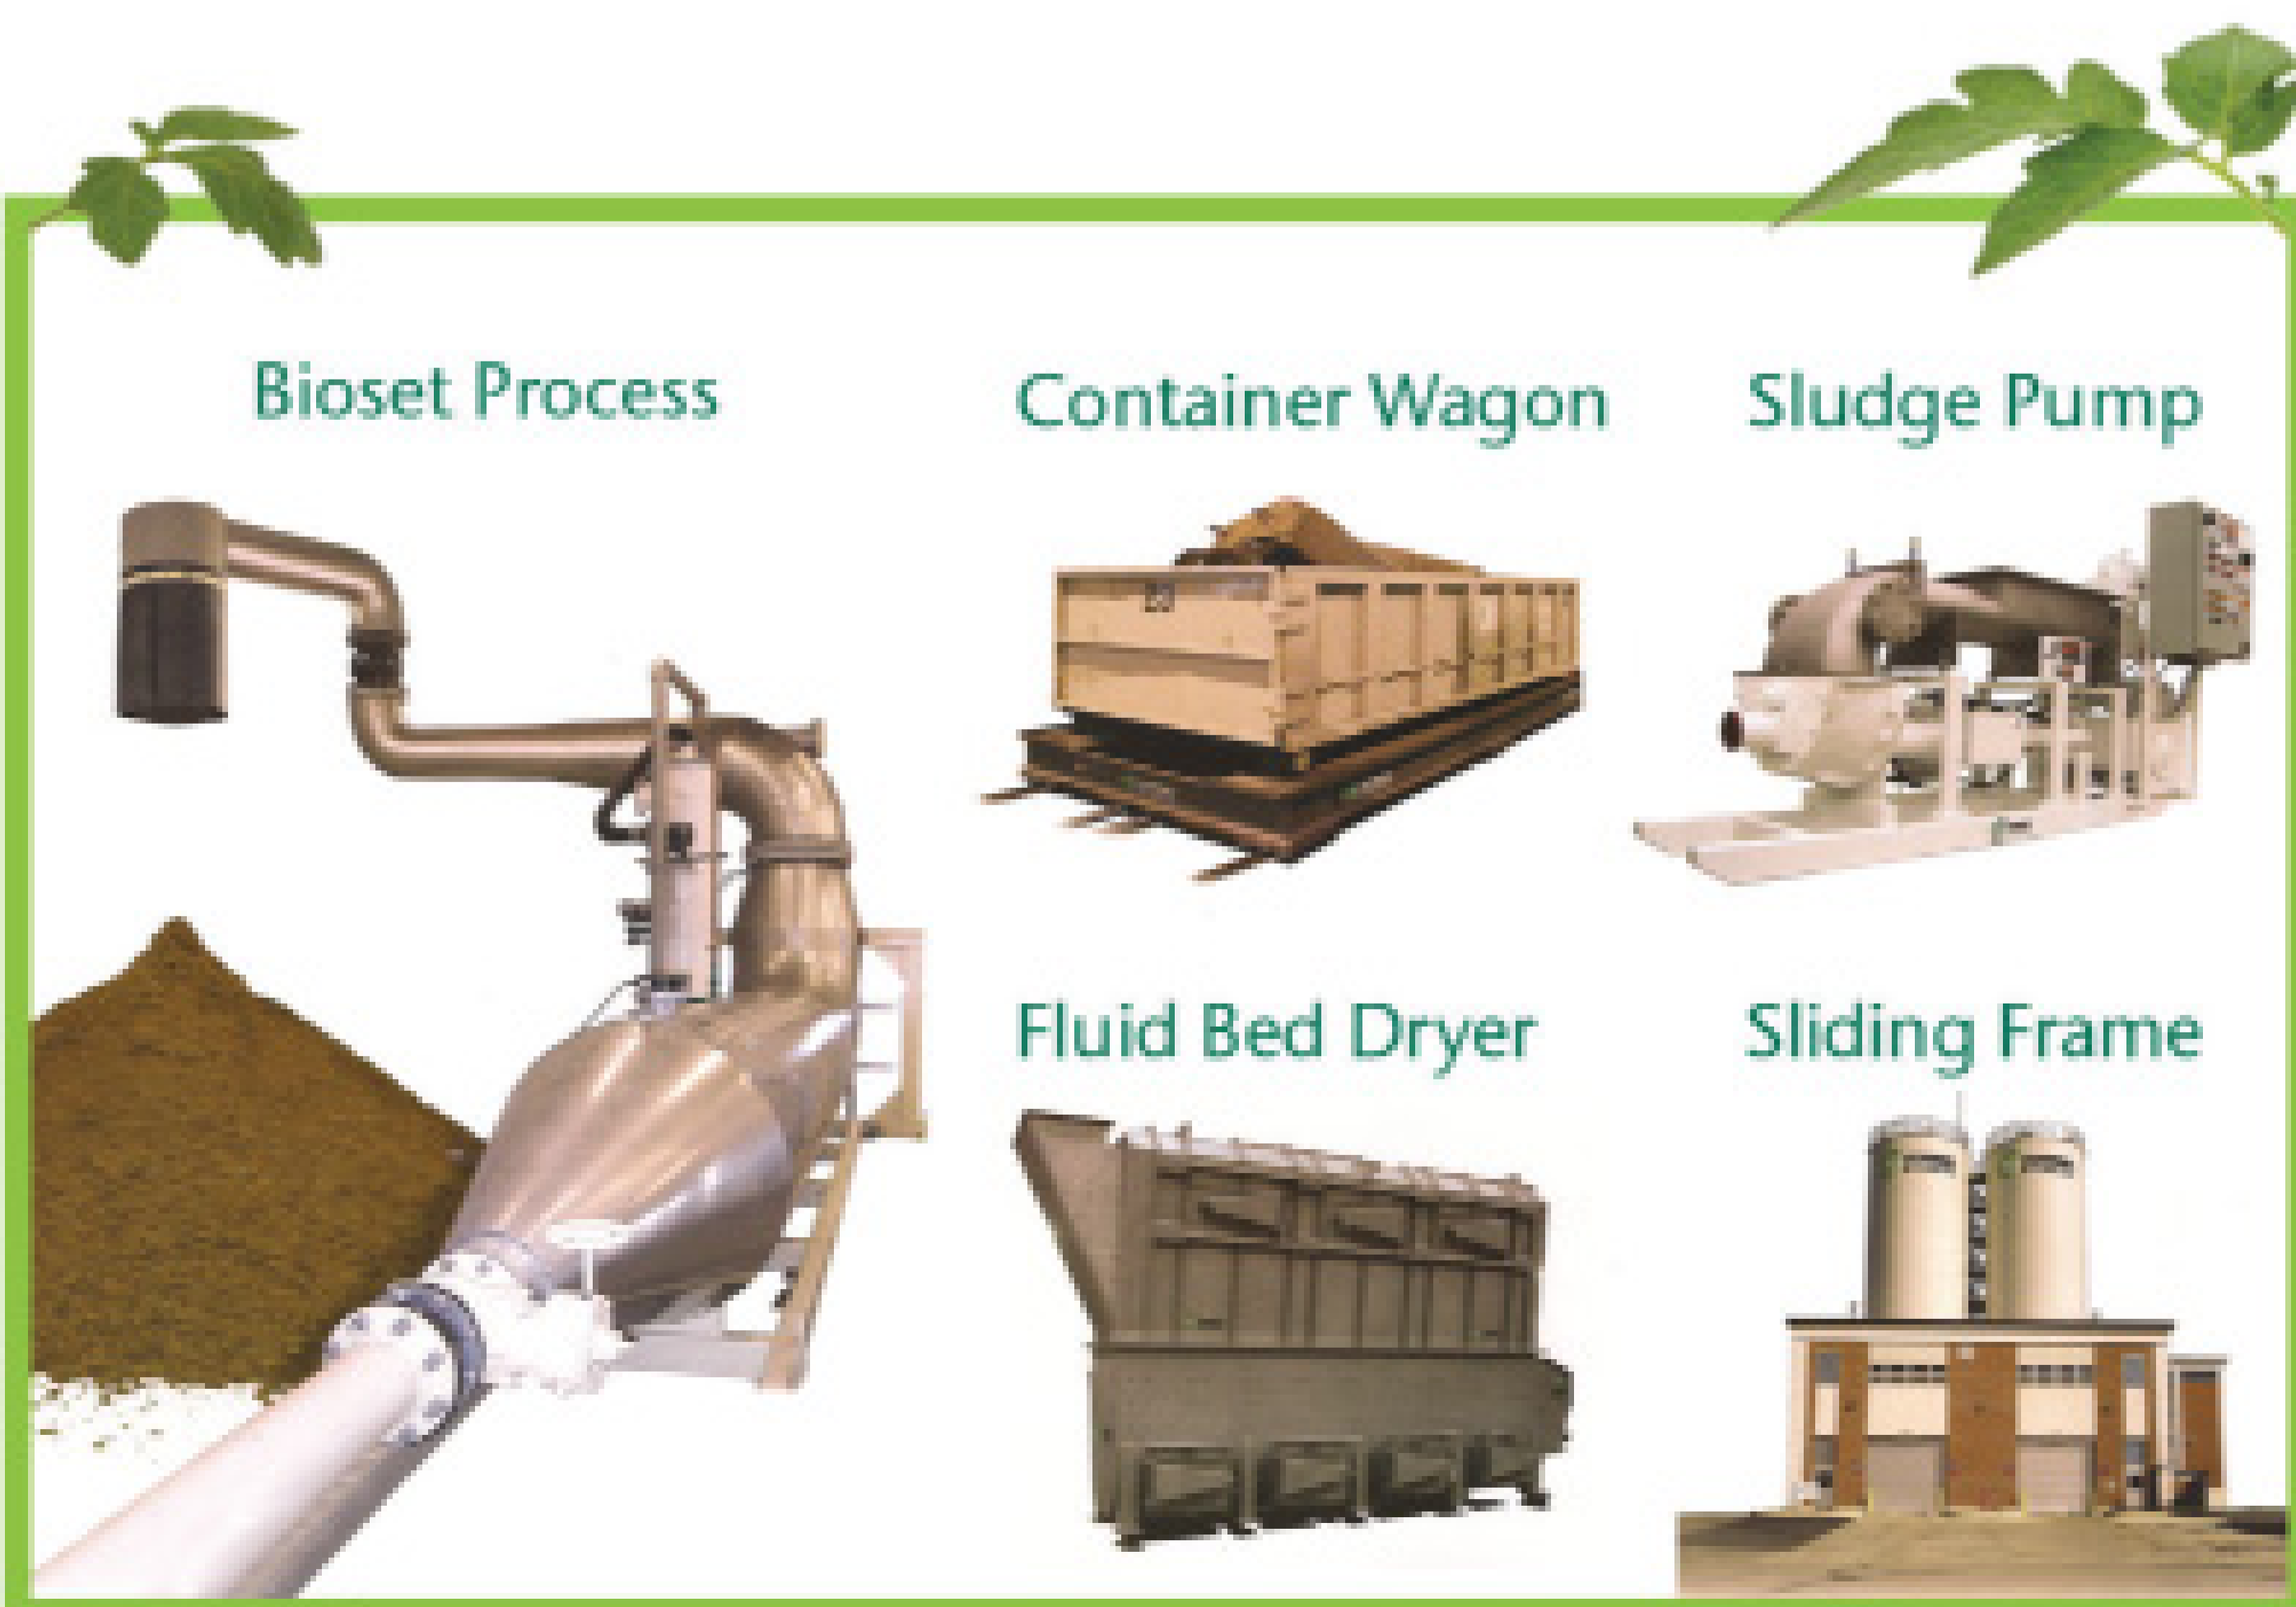 Bioset Process
Container Wagon
Sludge Pump
Fluid Bed Dryer
Sliding Frame